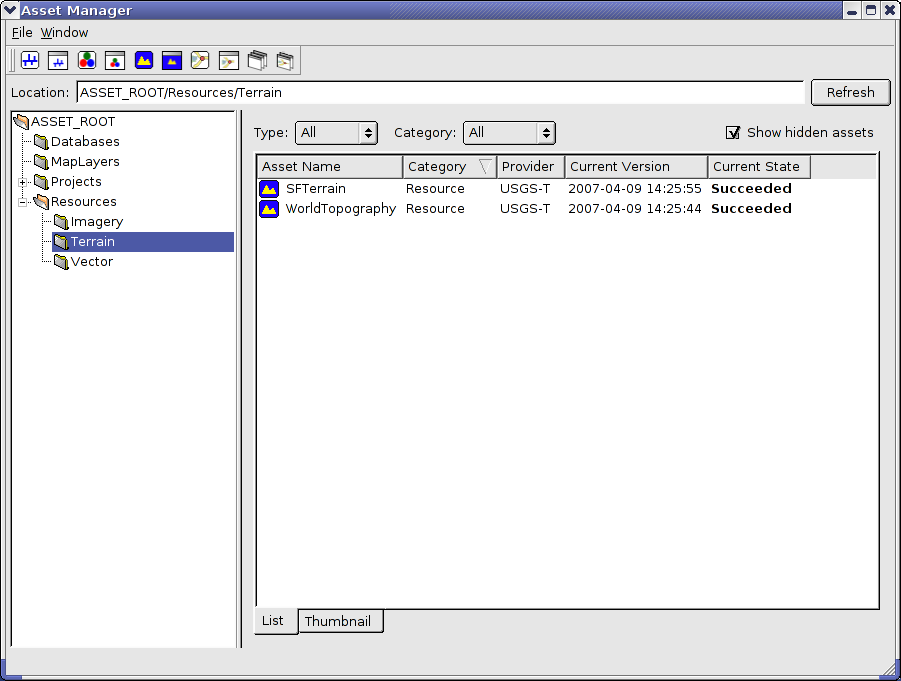 Asset Manager
File Window
Location: ASSET_ROOT/Resources/Terrain Refresh
ASSET_ROOT
Databases
MapLayers
Projects
Resources
Imagery
Terrain
Vector
Type: All Category: All Show hidden assets
Asset Name Category Provider Current Version Current State
SFTerrain Resource USGS-T 2007-04-09 14:25:55 Succeeded
WorldTopography Resource USGS-T 2007-04-09 14:25:44 Succeeded
List Thumbnail